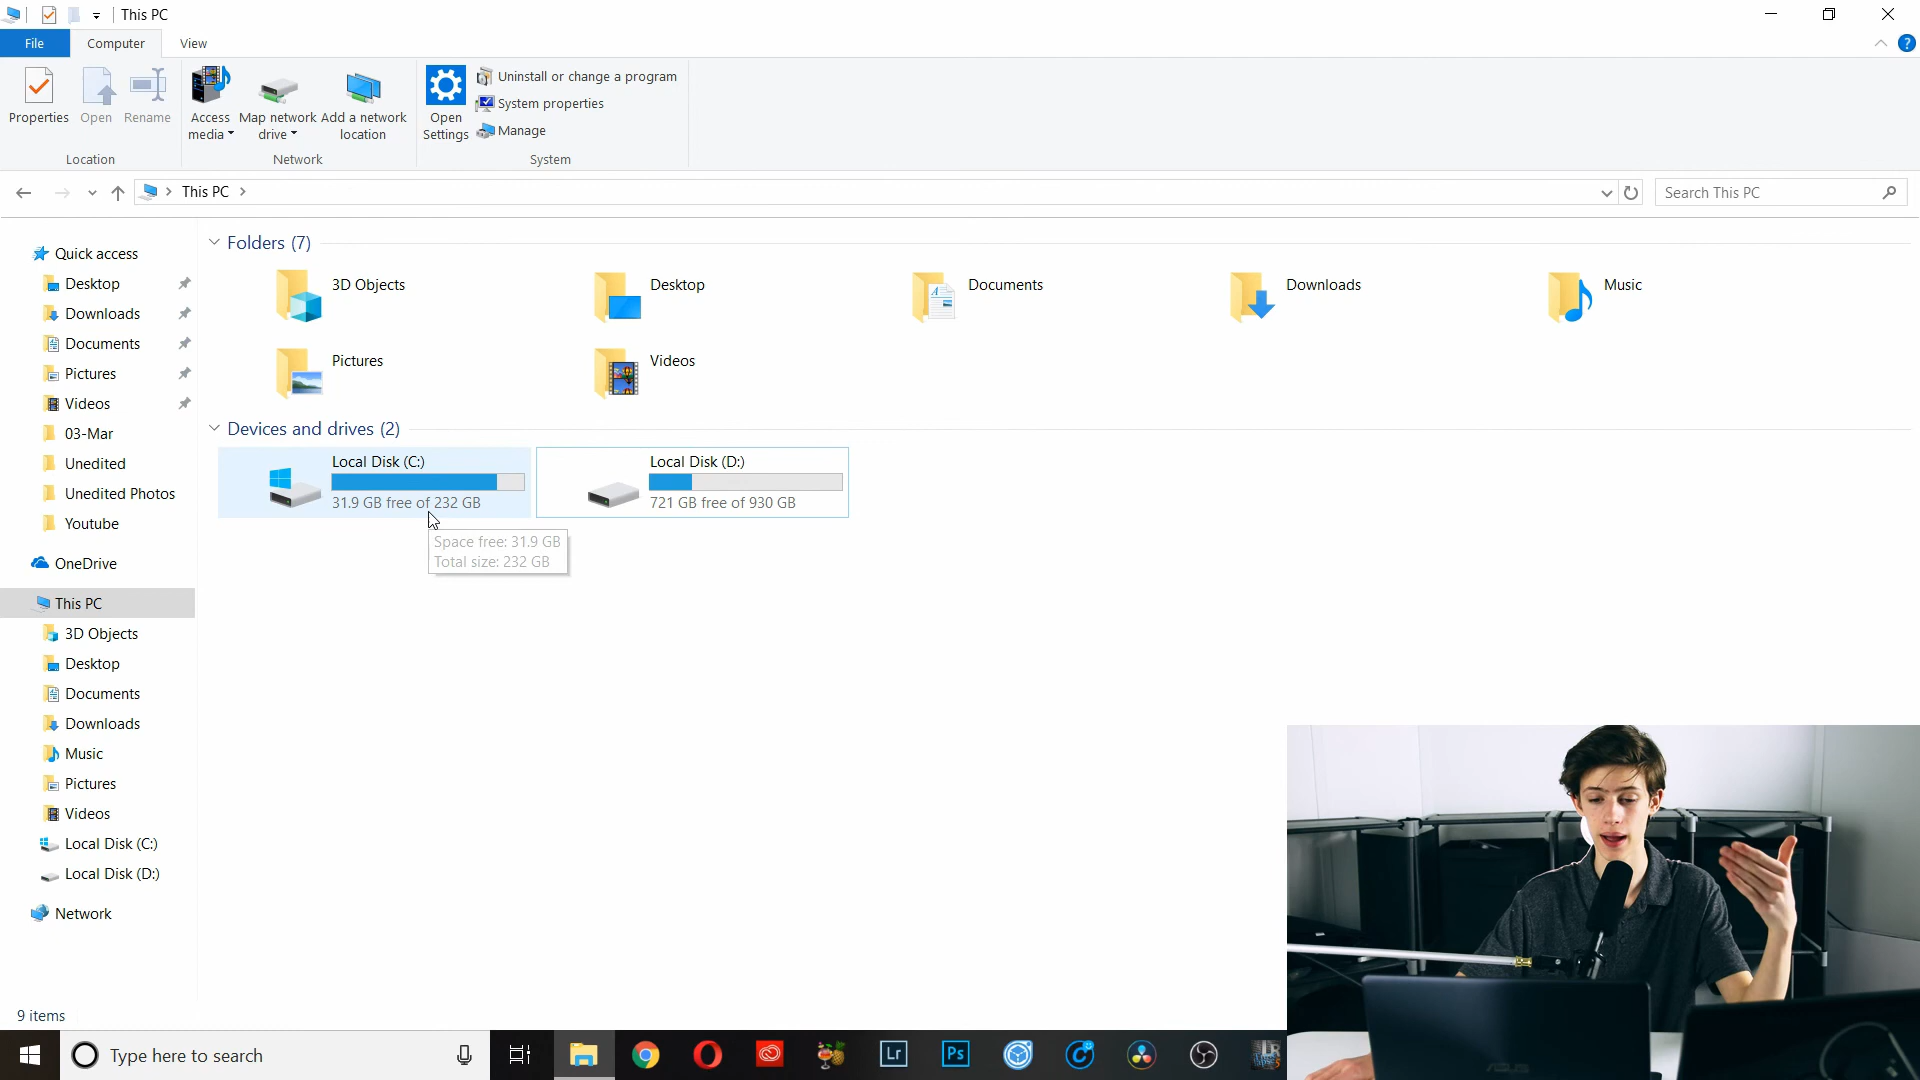 This PC
File
Computer
View
Properties
Open
Rename
Access media
Map network drive
Add a network location
Open Settings
Uninstall or change a program
System properties
Manage
Location
Network
System
This PC
Search This PC
Quick access
Desktop
Downloads
Documents
Pictures
Videos
03-Mar
Unedited
Unedited Photos
Youtube
OneDrive
This PC
3D Objects
Desktop
Documents
Downloads
Music
Pictures
Videos
Local Disk (C:)
Local Disk (D:)
Network
Folders (7)
3D Objects
Desktop
Documents
Downloads
Music
Pictures
Videos
Devices and drives (2)
Local Disk (C:)
31.9 GB free of 232 GB
Local Disk (D:)
721 GB free of 930 GB
Space free: 31.9 GB
Total size: 232 GB
9 items
Type here to search
Lr
Ps
ASUS